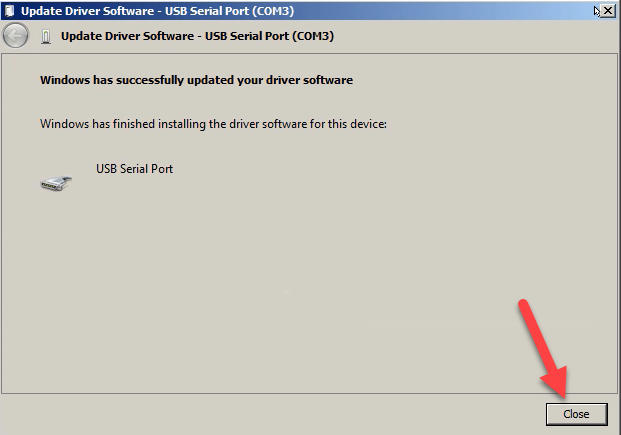 Update Driver Software - USB Serial Port (COM3)
Update Driver Software - USB Serial Port (COM3)
Windows has successfully updated your driver software
Windows has finished installing the driver software for this device:
USB Serial Port
Close